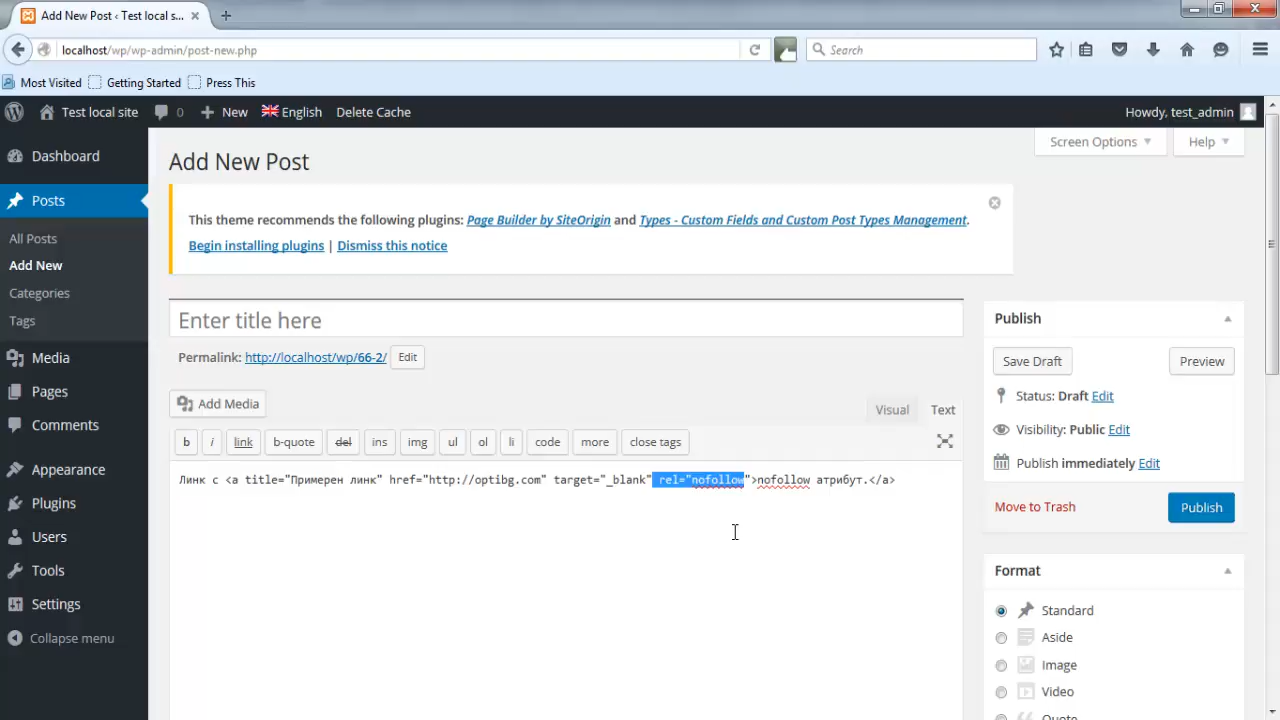 Add New Post ‹ Test local s...
localhost/wp/wp-admin/post-new.php
Search
Most Visited Getting Started Press This
Test local site 0 New English Delete Cache Howdy, test_admin
Screen Options Help
Dashboard
Posts
All Posts
Add New
Categories
Tags
Media
Pages
Comments
Appearance
Plugins
Users
Tools
Settings
Collapse menu
Add New Post
This theme recommends the following plugins: Page Builder by SiteOrigin and Types - Custom Fields and Custom Post Types Management.
Begin installing plugins | Dismiss this notice
Enter title here
Permalink: http://localhost/wp/66-2/ Edit
Add Media
Visual Text
b i link b-quote del ins img ul ol li code more close tags
Линк с <a title="Примерен линк" href="http://optibg.com" target="_blank" rel="nofollow">nofollow атрибут.</a>
Publish
Save Draft Preview
Status: Draft Edit
Visibility: Public Edit
Publish immediately Edit
Move to Trash Publish
Format
Standard
Aside
Image
Video
Quote